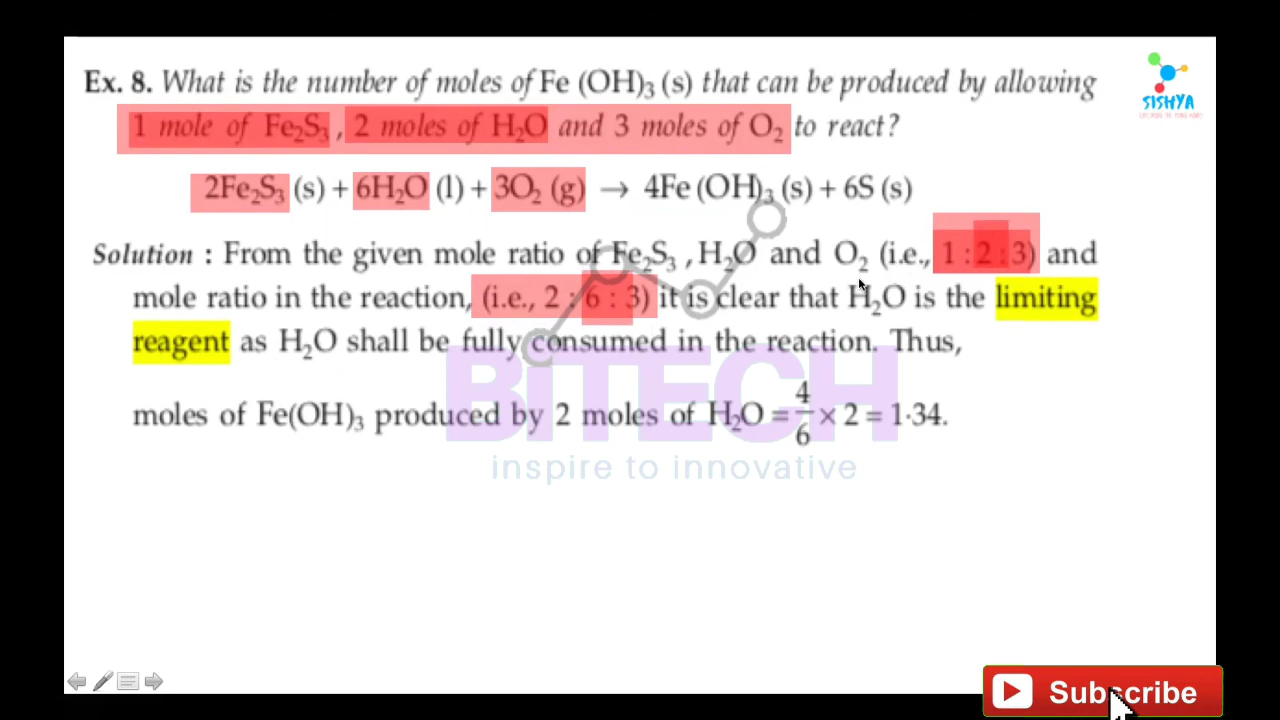 Ex. 8. What is the number of moles of Fe (OH)₃ (s) that can be produced by allowing
1 mole of Fe₂S₃, 2 moles of H₂O and 3 moles of O₂ to react?
2Fe₂S₃ (s) + 6H₂O (l) + 3O₂ (g) → 4Fe (OH)₃ (s) + 6S (s)
Solution : From the given mole ratio of Fe₂S₃, H₂O and O₂ (i.e., 1 : 2 : 3) and
mole ratio in the reaction, (i.e., 2 : 6 : 3) it is clear that H₂O is the limiting
reagent as H₂O shall be fully consumed in the reaction. Thus,
moles of Fe(OH)₃ produced by 2 moles of H₂O = 4/6 × 2 = 1·34.
SISHYA
BiTECH
inspire to innovative
Subscribe